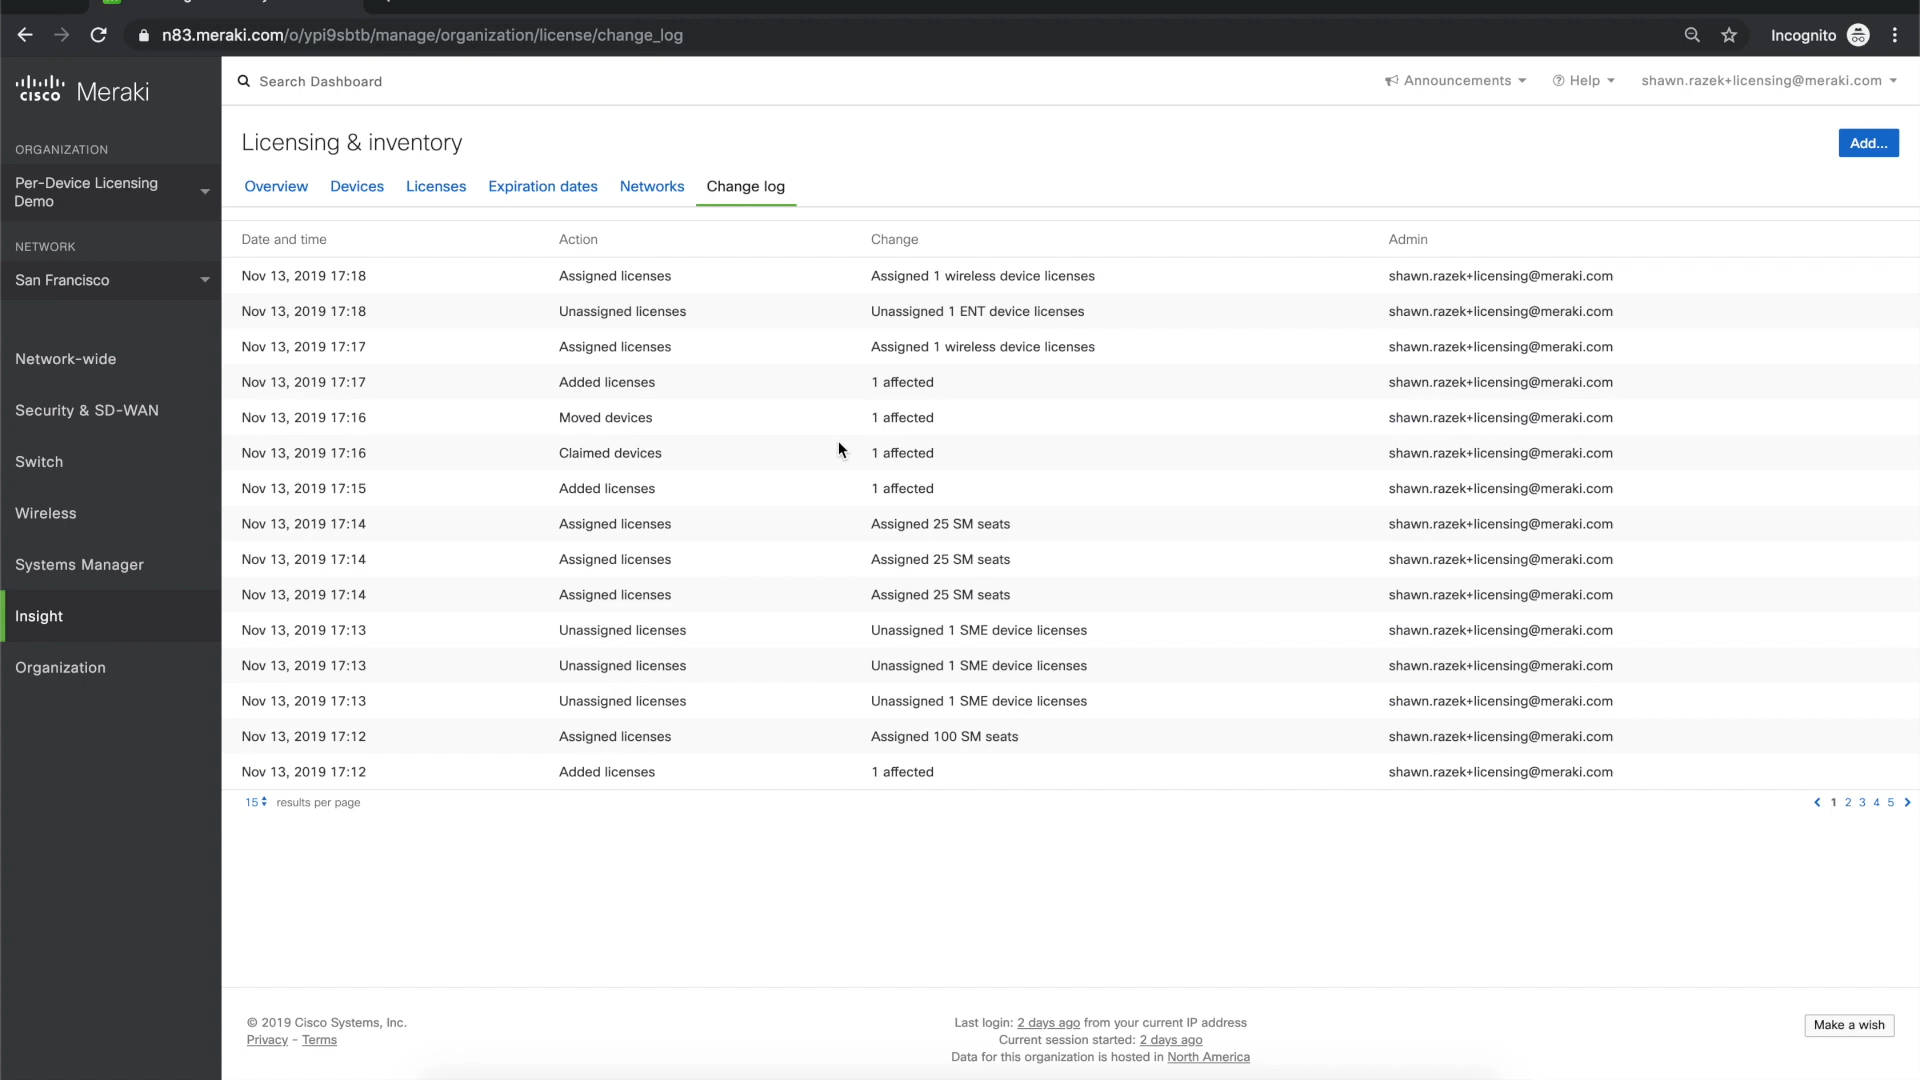 n83.meraki.com/o/ypi9sbtb/manage/organization/license/change_log
Incognito
cisco Meraki
Search Dashboard
Announcements
Help
shawn.razek+licensing@meraki.com
ORGANIZATION
Per-Device Licensing
Demo
NETWORK
San Francisco
Network-wide
Security & SD-WAN
Switch
Wireless
Systems Manager
Insight
Organization
Licensing & inventory
Add...
Overview Devices Licenses Expiration dates Networks Change log
Date and time Action Change Admin
Nov 13, 2019 17:18 Assigned licenses Assigned 1 wireless device licenses shawn.razek+licensing@meraki.com
Nov 13, 2019 17:18 Unassigned licenses Unassigned 1 ENT device licenses shawn.razek+licensing@meraki.com
Nov 13, 2019 17:17 Assigned licenses Assigned 1 wireless device licenses shawn.razek+licensing@meraki.com
Nov 13, 2019 17:17 Added licenses 1 affected shawn.razek+licensing@meraki.com
Nov 13, 2019 17:16 Moved devices 1 affected shawn.razek+licensing@meraki.com
Nov 13, 2019 17:16 Claimed devices 1 affected shawn.razek+licensing@meraki.com
Nov 13, 2019 17:15 Added licenses 1 affected shawn.razek+licensing@meraki.com
Nov 13, 2019 17:14 Assigned licenses Assigned 25 SM seats shawn.razek+licensing@meraki.com
Nov 13, 2019 17:14 Assigned licenses Assigned 25 SM seats shawn.razek+licensing@meraki.com
Nov 13, 2019 17:14 Assigned licenses Assigned 25 SM seats shawn.razek+licensing@meraki.com
Nov 13, 2019 17:13 Unassigned licenses Unassigned 1 SME device licenses shawn.razek+licensing@meraki.com
Nov 13, 2019 17:13 Unassigned licenses Unassigned 1 SME device licenses shawn.razek+licensing@meraki.com
Nov 13, 2019 17:13 Unassigned licenses Unassigned 1 SME device licenses shawn.razek+licensing@meraki.com
Nov 13, 2019 17:12 Assigned licenses Assigned 100 SM seats shawn.razek+licensing@meraki.com
Nov 13, 2019 17:12 Added licenses 1 affected shawn.razek+licensing@meraki.com
15 results per page
1 2 3 4 5
© 2019 Cisco Systems, Inc.
Privacy - Terms
Last login: 2 days ago from your current IP address
Current session started: 2 days ago
Data for this organization is hosted in North America
Make a wish